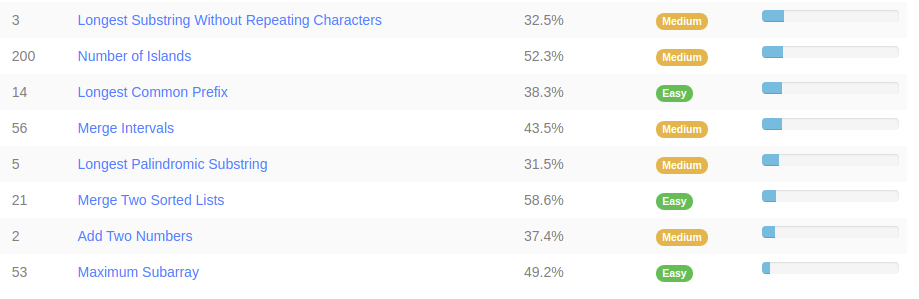 3 Longest Substring Without Repeating Characters 32.5% Medium
200 Number of Islands 52.3% Medium
14 Longest Common Prefix 38.3% Easy
56 Merge Intervals 43.5% Medium
5 Longest Palindromic Substring 31.5% Medium
21 Merge Two Sorted Lists 58.6% Easy
2 Add Two Numbers 37.4% Medium
53 Maximum Subarray 49.2% Easy